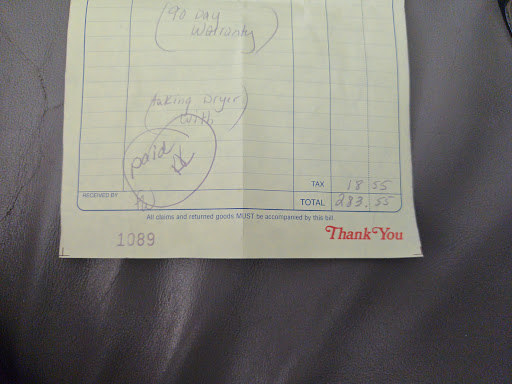 (90 Day
Warranty)
(taking Dryer
with)
paid
TAX 18 55
RECEIVED BY
TOTAL 283.55
All claims and returned goods MUST be accompanied by this bill.
1089
Thank You